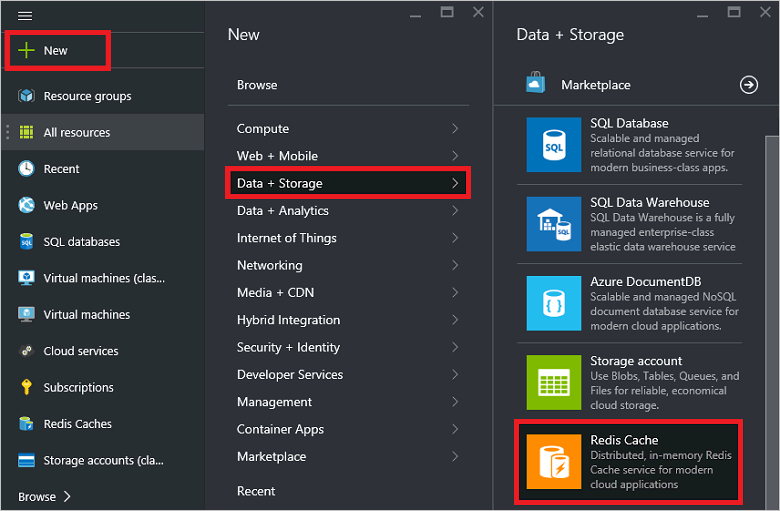 New
Resource groups
All resources
Recent
Web Apps
SQL databases
Virtual machines (clas...
Virtual machines
Cloud services
Subscriptions
Redis Caches
Storage accounts (cla...
Browse
New
Browse
Compute
Web + Mobile
Data + Storage
Data + Analytics
Internet of Things
Networking
Media + CDN
Hybrid Integration
Security + Identity
Developer Services
Management
Container Apps
Marketplace
Recent
Data + Storage
Marketplace
SQL
SQL Database
Scalable and managed
relational database service for
modern business-class apps.
SQL
SQL Data Warehouse
SQL Data Warehouse is a fully
managed enterprise-class
elastic data warehouse service
Azure DocumentDB
Scalable and managed NoSQL
document database service for
modern cloud applications.
Storage account
Use Blobs, Tables, Queues, and
Files for reliable, economical
cloud storage.
Redis Cache
Distributed, in-memory Redis
Cache service for modern
cloud applications